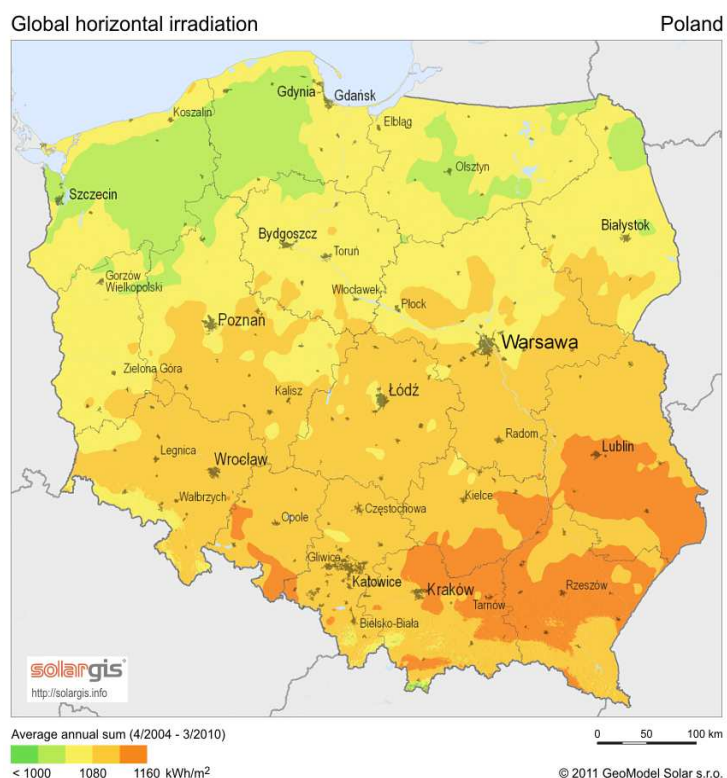 Global horizontal irradiation
Poland
Gdynia
Gdańsk
Koszalin
Elbląg
Olsztyn
Szczecin
Białystok
Bydgoszcz
Toruń
Gorzów
Wielkopolski
Włocławek
Płock
Poznań
Warsawa
Zielona Góra
Kalisz
Łódź
Radom
Lublin
Legnica
Wrocław
Wałbrzych
Kielce
Opole
Częstochowa
Gliwice
Katowice
Kraków
Tarnów
Rzeszów
Bielsko-Biała
solargis
http://solargis.info
Average annual sum (4/2004 - 3/2010)
0 50 100 km
< 1000 1080 1160 kWh/m²
© 2011 GeoModel Solar s.r.o.